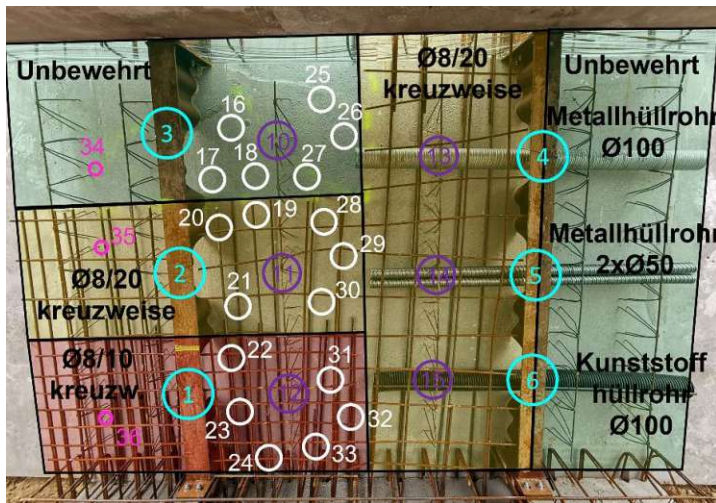 Unbewehrt
Ø8/20
kreuzweise
Unbewehrt
Metallhüllrohr
Ø100
25
16
26
3
10
34
17
18
27
13
4
20
19
28
35
29
Metallhüllrohr
2xØ50
2
11
14
5
Ø8/20
kreuzweise
21
30
22
31
Ø8/10
kreuzw.
1
12
15
6
Kunststoff
hüllrohr
Ø100
36
23
32
24
33